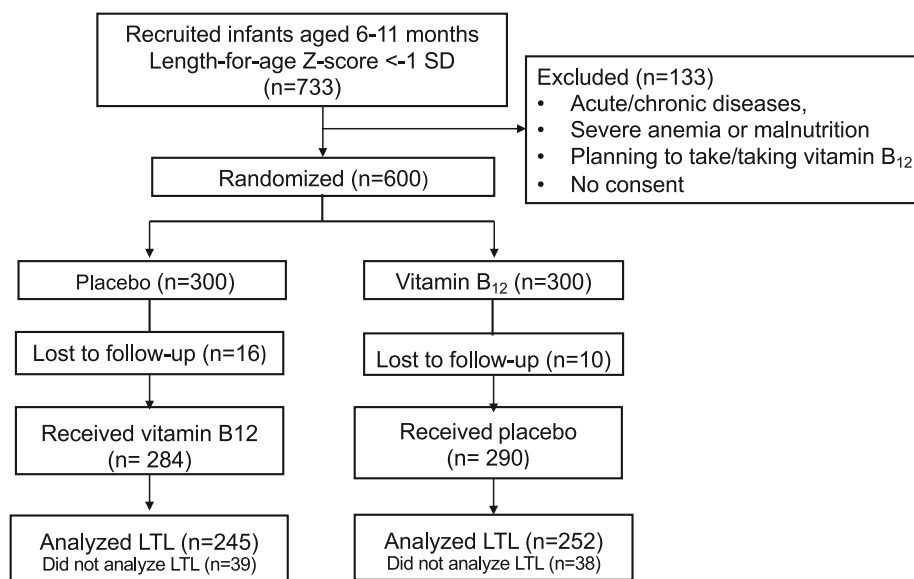 Recruited infants aged 6-11 months
Length-for-age Z-score <-1 SD
(n=733)
Excluded (n=133)
• Acute/chronic diseases,
• Severe anemia or malnutrition
• Planning to take/taking vitamin B₁₂
• No consent
Randomized (n=600)
Placebo (n=300)
Vitamin B₁₂ (n=300)
Lost to follow-up (n=16)
Lost to follow-up (n=10)
Received vitamin B12
(n= 284)
Received placebo
(n= 290)
Analyzed LTL (n=245)
Did not analyze LTL (n=39)
Analyzed LTL (n=252)
Did not analyze LTL (n=38)